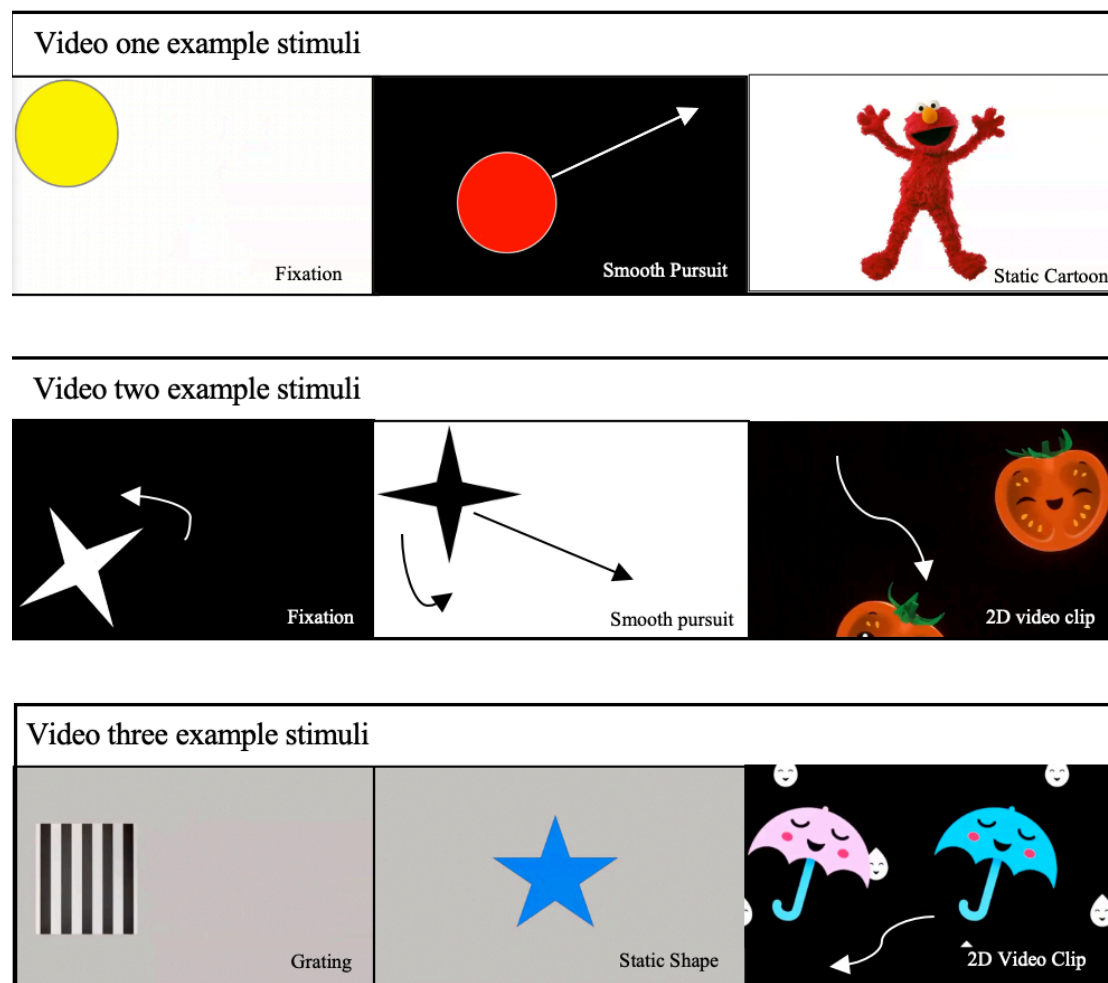 Video one example stimuli
Fixation
Smooth Pursuit
Static Cartoon
Video two example stimuli
Fixation
Smooth pursuit
2D video clip
Video three example stimuli
Grating
Static Shape
2D Video Clip